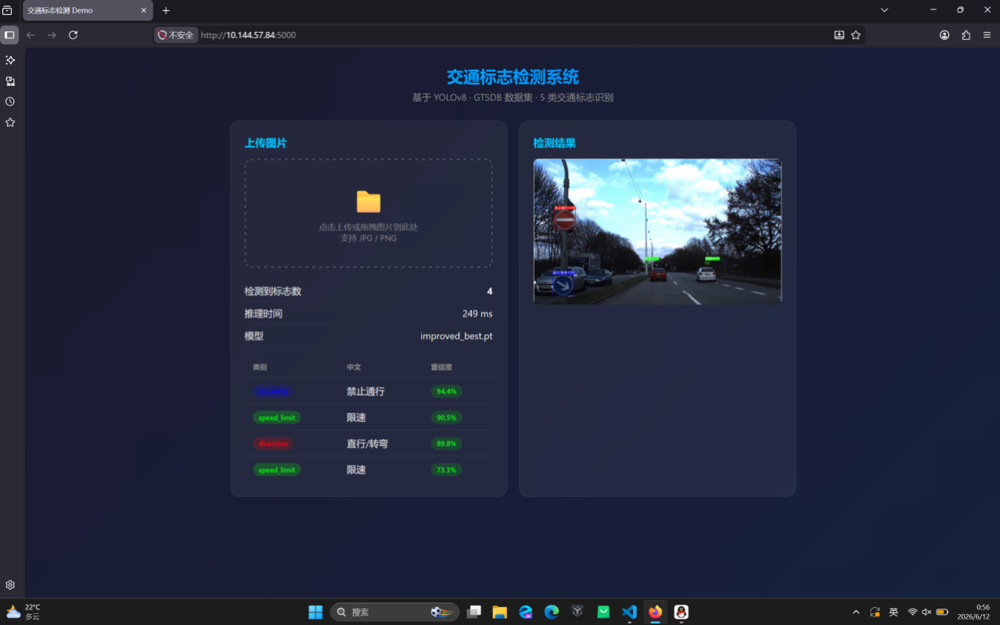 交通标志检测 Demo
不安全
http://10.144.57.84:5000
交通标志检测系统
基于 YOLOv8 · GTSDB 数据集 · 5 类交通标志识别
上传图片
点击上传或拖拽图片到此处
支持 JPG / PNG
检测到标志数 4
推理时间 249 ms
模型 improved_best.pt
类别 中文 置信度
no_entry 禁止通行 94.4%
speed_limit 限速 90.5%
direction 直行/转弯 89.8%
speed_limit 限速 73.3%
检测结果
22°C
多云
搜索
英
0:56
2026/6/12